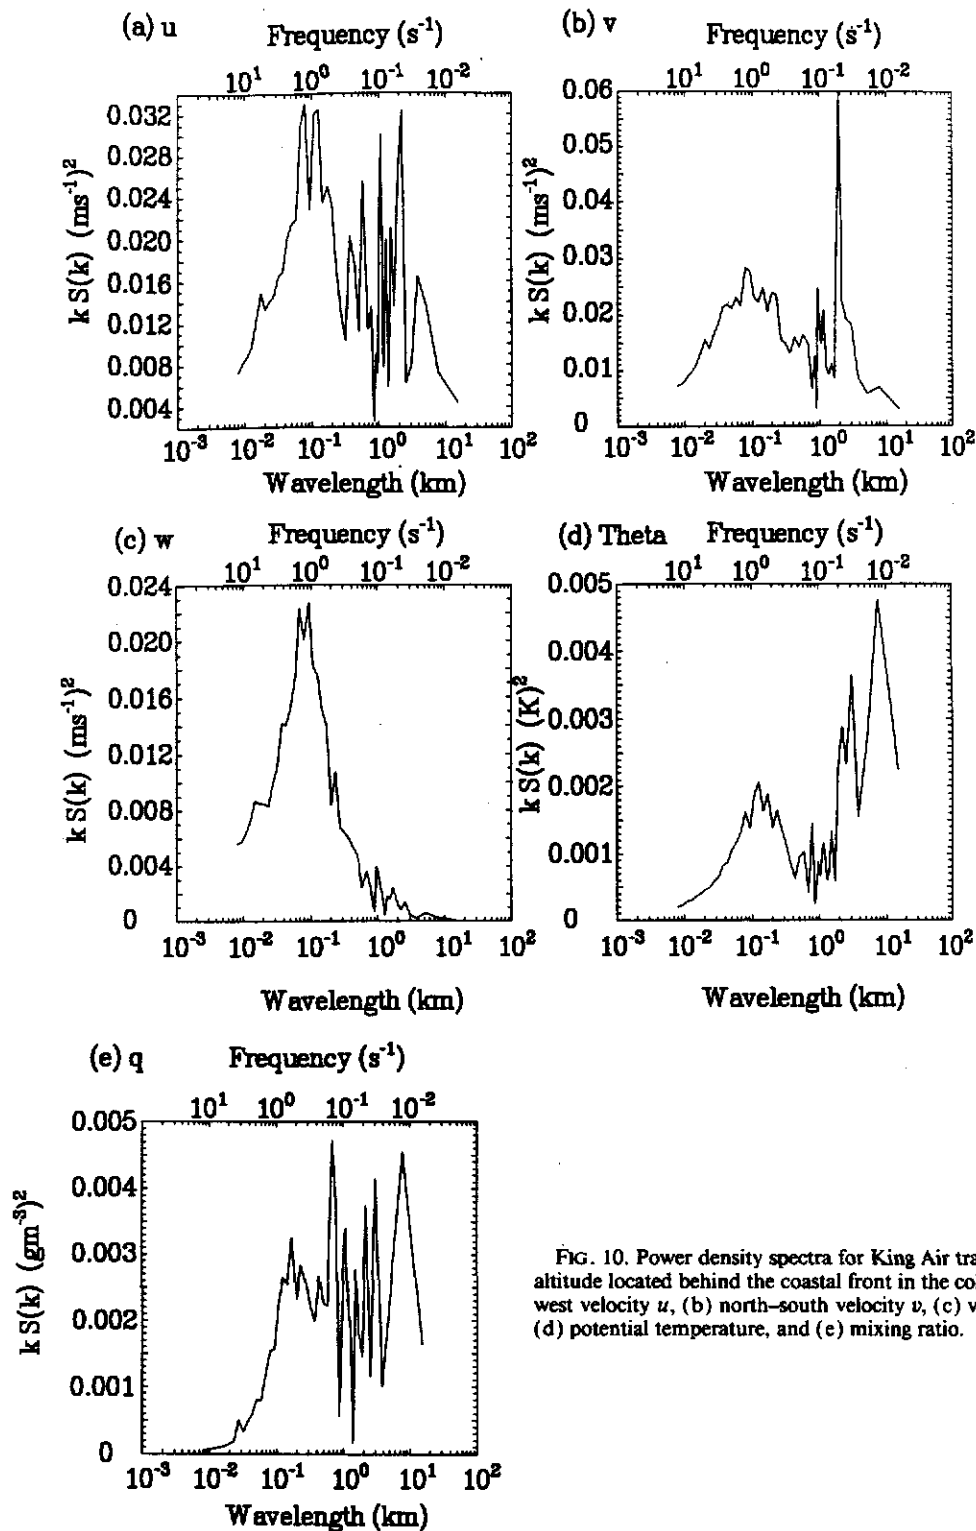 (a) u
Frequency (s⁻¹)
10¹ 10⁰ 10⁻¹ 10⁻²
0.032
0.028
0.024
0.020
0.016
0.012
0.008
0.004
k S(k) (ms⁻¹)²
10⁻³ 10⁻² 10⁻¹ 10⁰ 10¹ 10²
Wavelength (km)
(b) v
Frequency (s⁻¹)
10¹ 10⁰ 10⁻¹ 10⁻²
0.06
0.05
0.04
0.03
0.02
0.01
0
k S(k) (ms⁻¹)²
10⁻³ 10⁻² 10⁻¹ 10⁰ 10¹ 10²
Wavelength (km)
(c) w
Frequency (s⁻¹)
10¹ 10⁰ 10⁻¹ 10⁻²
0.024
0.020
0.016
0.012
0.008
0.004
0
k S(k) (ms⁻¹)²
10⁻³ 10⁻² 10⁻¹ 10⁰ 10¹ 10²
Wavelength (km)
(d) Theta
Frequency (s⁻¹)
10¹ 10⁰ 10⁻¹ 10⁻²
0.005
0.004
0.003
0.002
0.001
0
k S(k) (K)²
10⁻³ 10⁻² 10⁻¹ 10⁰ 10¹ 10²
Wavelength (km)
(e) q
Frequency (s⁻¹)
10¹ 10⁰ 10⁻¹ 10⁻²
0.005
0.004
0.003
0.002
0.001
0
k S(k) (gm⁻³)²
10⁻³ 10⁻² 10⁻¹ 10⁰ 10¹ 10²
Wavelength (km)
FIG. 10. Power density spectra for King Air tra
altitude located behind the coastal front in the co
west velocity u, (b) north–south velocity v, (c) v
(d) potential temperature, and (e) mixing ratio.